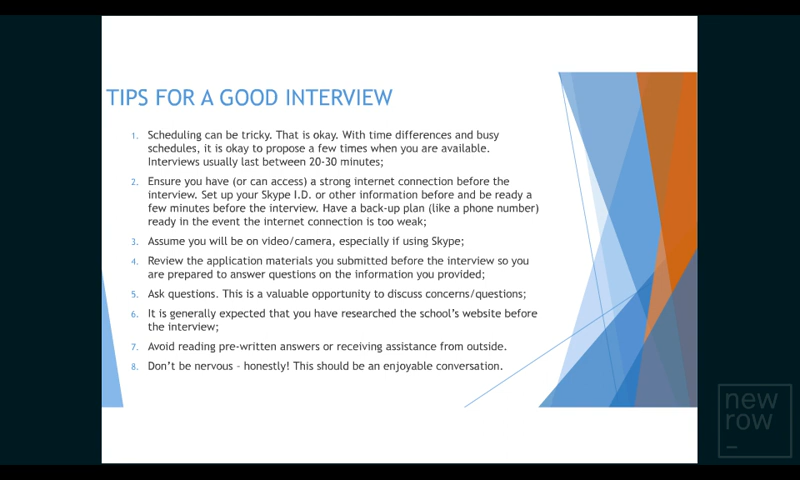 TIPS FOR A GOOD INTERVIEW
1. Scheduling can be tricky. That is okay. With time differences and busy
schedules, it is okay to propose a few times when you are available.
Interviews usually last between 20-30 minutes;
2. Ensure you have (or can access) a strong internet connection before the
interview. Set up your Skype I.D. or other information before and be ready a
few minutes before the interview. Have a back-up plan (like a phone number)
ready in the event the internet connection is too weak;
3. Assume you will be on video/camera, especially if using Skype;
4. Review the application materials you submitted before the interview so you
are prepared to answer questions on the information you provided;
5. Ask questions. This is a valuable opportunity to discuss concerns/questions;
6. It is generally expected that you have researched the school's website before
the interview;
7. Avoid reading pre-written answers or receiving assistance from outside.
8. Don't be nervous - honestly! This should be an enjoyable conversation.
new
row